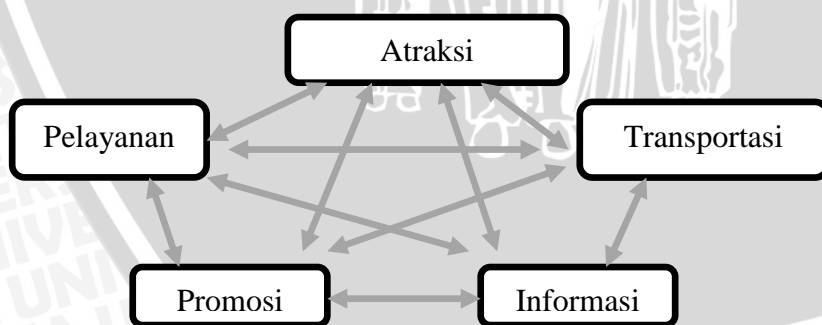 Atraksi
Pelayanan
Transportasi
Promosi
Informasi